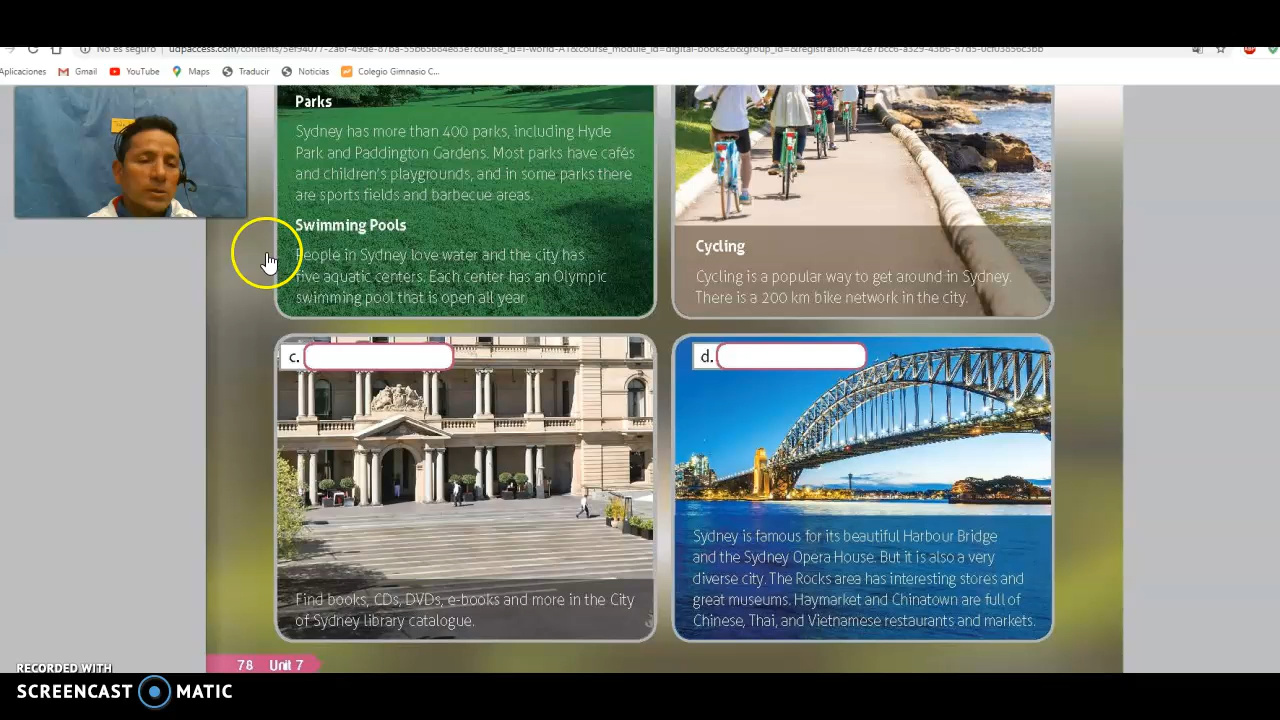 No es seguro
Aplicaciones
Gmail
YouTube
Maps
Traducir
Noticias
Colegio Gimnasio C...
Parks
Sydney has more than 400 parks, including Hyde
Park and Paddington Gardens. Most parks have cafés
and children's playgrounds, and in some parks there
are sports fields and barbecue areas.
Swimming Pools
People in Sydney love water and the city has
five aquatic centers. Each center has an Olympic
swimming pool that is open all year
Cycling
Cycling is a popular way to get around in Sydney.
There is a 200 km bike network in the city.
c.
Find books, CDs, DVDs, e-books and more in the City
of Sydney library catalogue.
d.
Sydney is famous for its beautiful Harbour Bridge
and the Sydney Opera House. But it is also a very
diverse city. The Rocks area has interesting stores and
great museums. Haymarket and Chinatown are full of
Chinese, Thai, and Vietnamese restaurants and markets.
78 Unit 7
RECORDED WITH
SCREENCAST MATIC